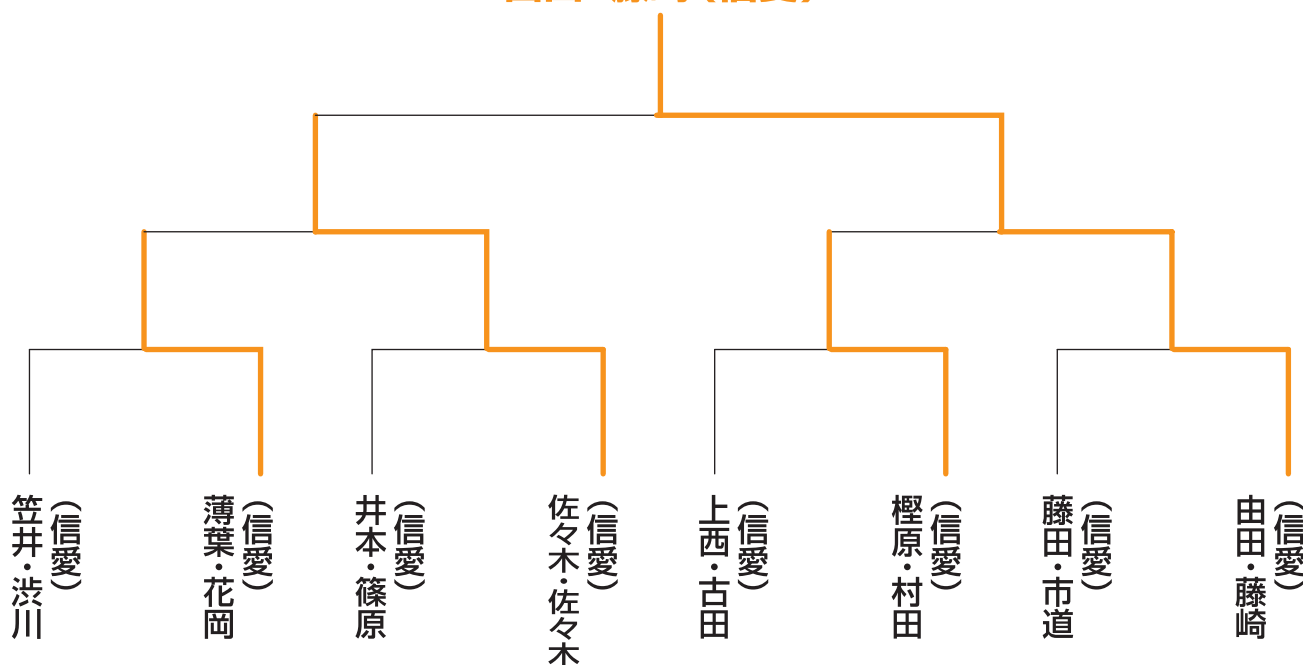 笠井・渋川
(信愛)
薄葉・花岡
(信愛)
井本・篠原
(信愛)
佐々木・佐々木
(信愛)
上西・古田
(信愛)
樫原・村田
(信愛)
藤田・市道
(信愛)
由田・藤崎
(信愛)